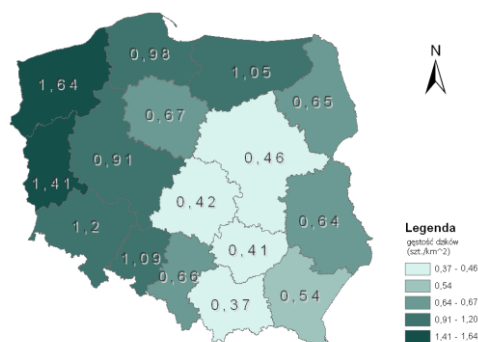 N
0,98
1,64
1,05
0,67
0,65
0,91
0,46
1,41
0,42
0,64
1,2
0,41
1,09
0,66
0,37
0,54
Legenda
gęstość dzików
(szt./km^2)
0,37 - 0,46
0,54
0,64 - 0,67
0,91 - 1,20
1,41 - 1,64